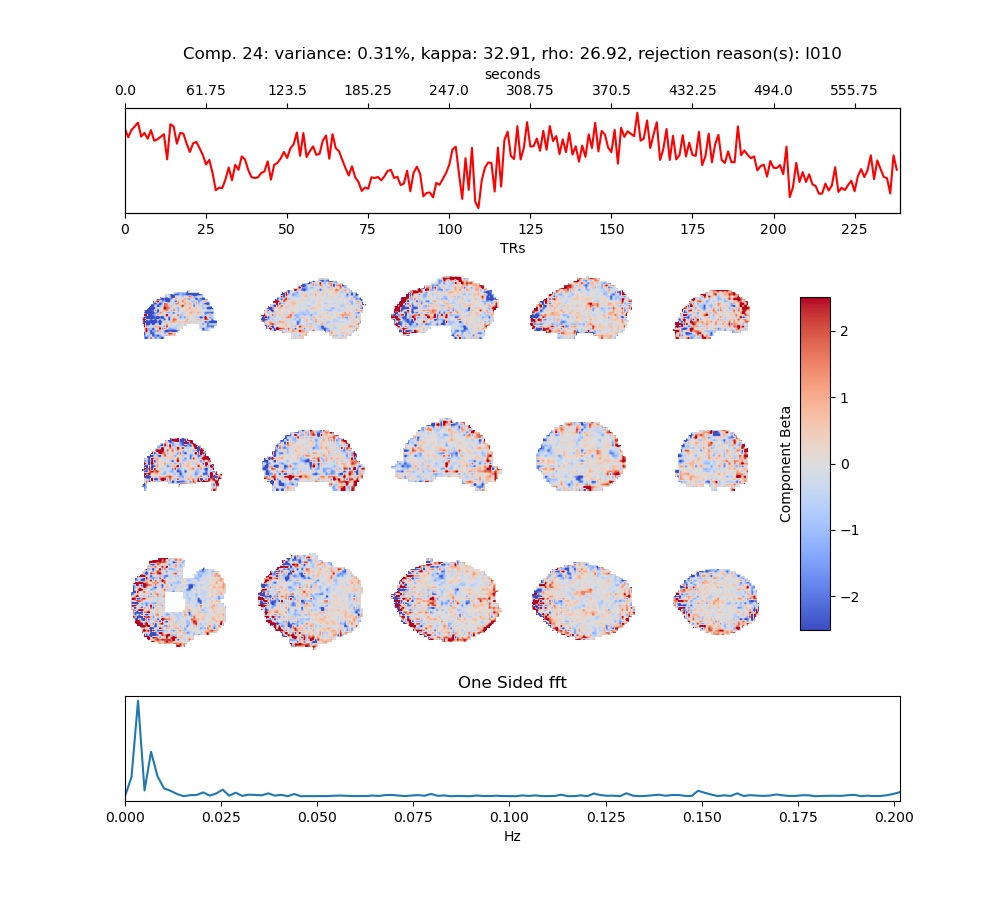 Comp. 24: variance: 0.31%, kappa: 32.91, rho: 26.92, rejection reason(s): I010
seconds
0.0 61.75 123.5 185.25 247.0 308.75 370.5 432.25 494.0 555.75
0 25 50 75 100 125 150 175 200 225
TRs
2
1
0
−1
−2
Component Beta
One Sided fft
0.000 0.025 0.050 0.075 0.100 0.125 0.150 0.175 0.200
Hz